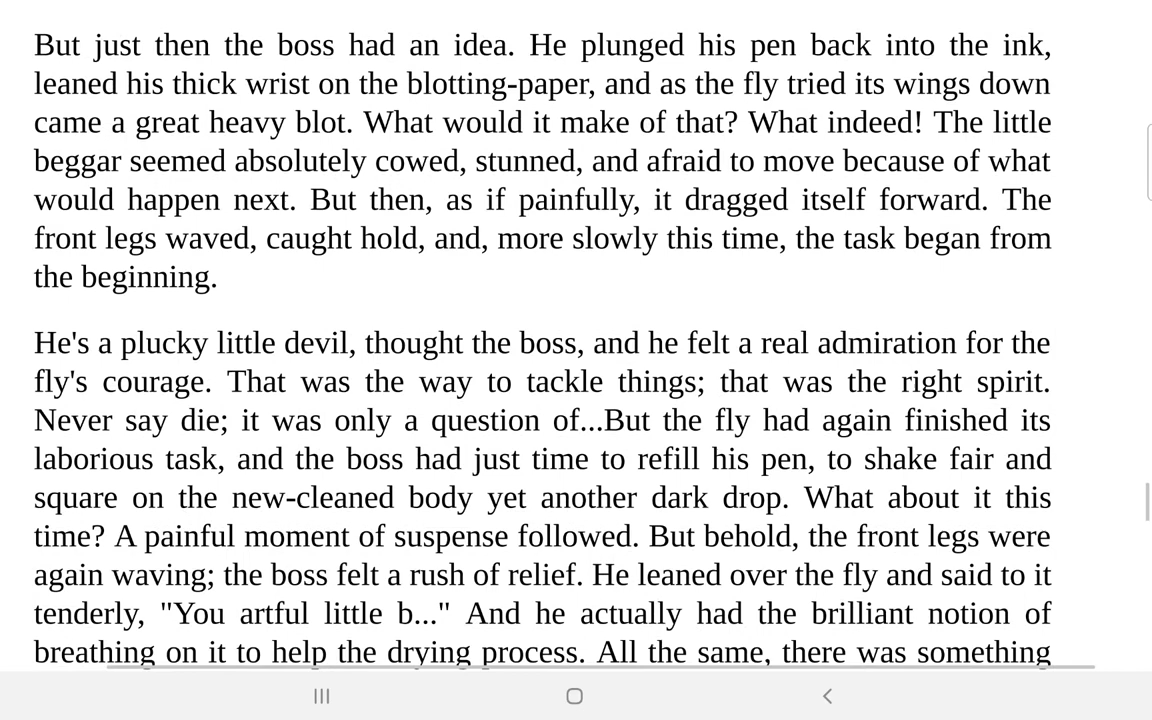 But just then the boss had an idea. He plunged his pen back into the ink,
leaned his thick wrist on the blotting-paper, and as the fly tried its wings down
came a great heavy blot. What would it make of that? What indeed! The little
beggar seemed absolutely cowed, stunned, and afraid to move because of what
would happen next. But then, as if painfully, it dragged itself forward. The
front legs waved, caught hold, and, more slowly this time, the task began from
the beginning.
He's a plucky little devil, thought the boss, and he felt a real admiration for the
fly's courage. That was the way to tackle things; that was the right spirit.
Never say die; it was only a question of...But the fly had again finished its
laborious task, and the boss had just time to refill his pen, to shake fair and
square on the new-cleaned body yet another dark drop. What about it this
time? A painful moment of suspense followed. But behold, the front legs were
again waving; the boss felt a rush of relief. He leaned over the fly and said to it
tenderly, "You artful little b..." And he actually had the brilliant notion of
breathing on it to help the drying process. All the same, there was something